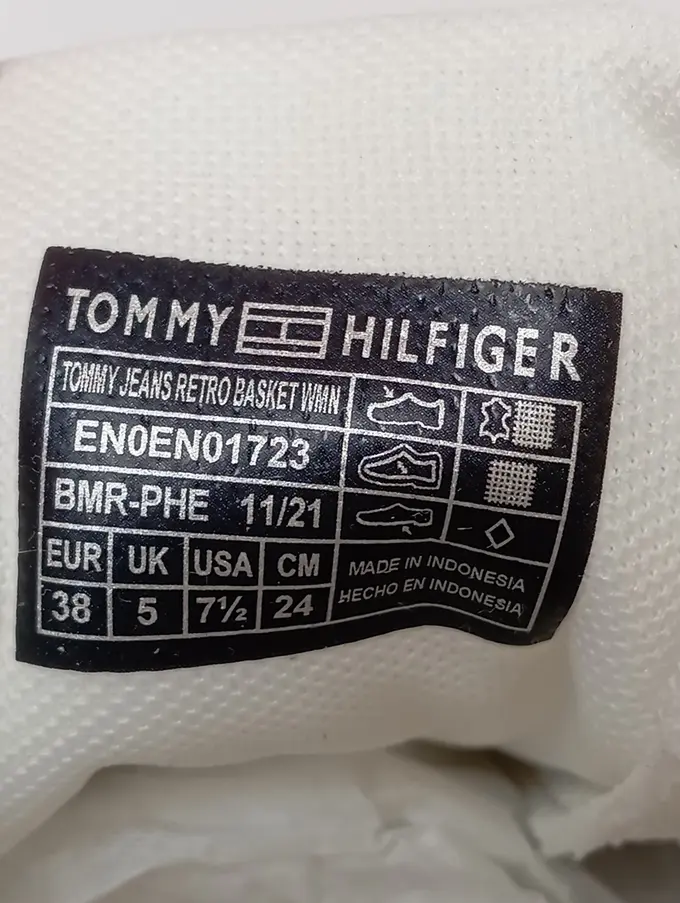 TOMMY HILFIGER
TOMMY JEANS RETRO BASKET WMN
EN0EN01723
BMR-PHE 11/21
EUR UK USA CM
38 5 7½ 24
MADE IN INDONESIA
HECHO EN INDONESIA